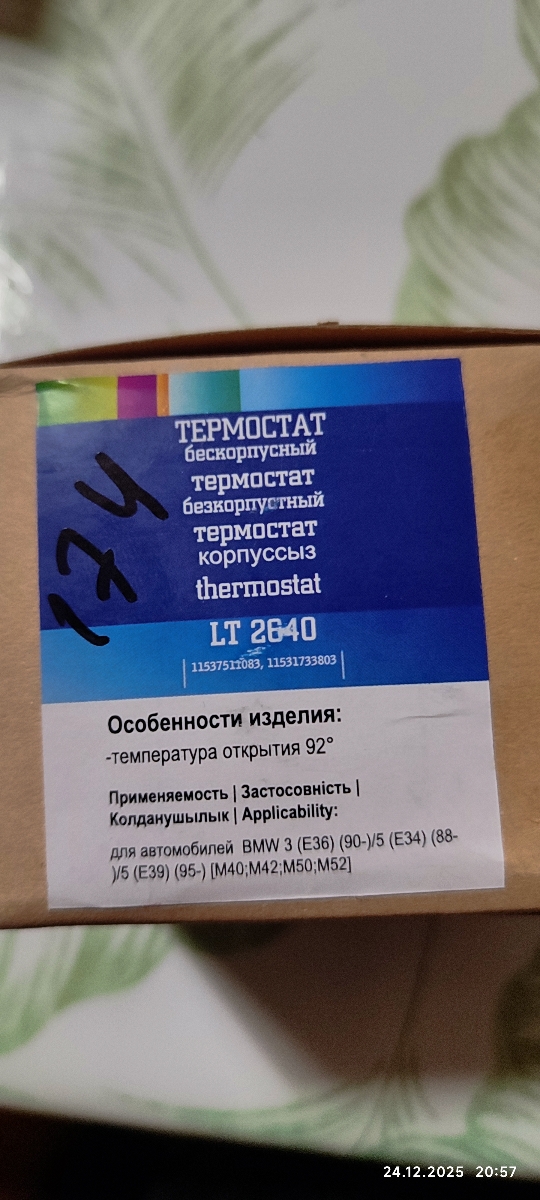 ТЕРМОСТАТ
бескорпусный
термостат
безкорпустный
термостат
корпуссыз
thermostat
174
LT 2640
11537511083, 11531733803
Особенности изделия:
-температура открытия 92°
Применяемость | Застосовність |
Колданушылык | Applicability:
для автомобилей BMW 3 (E36) (90-)/5 (E34) (88-
)/5 (E39) (95-) [M40;M42;M50;M52]
24.12.2025 20:57